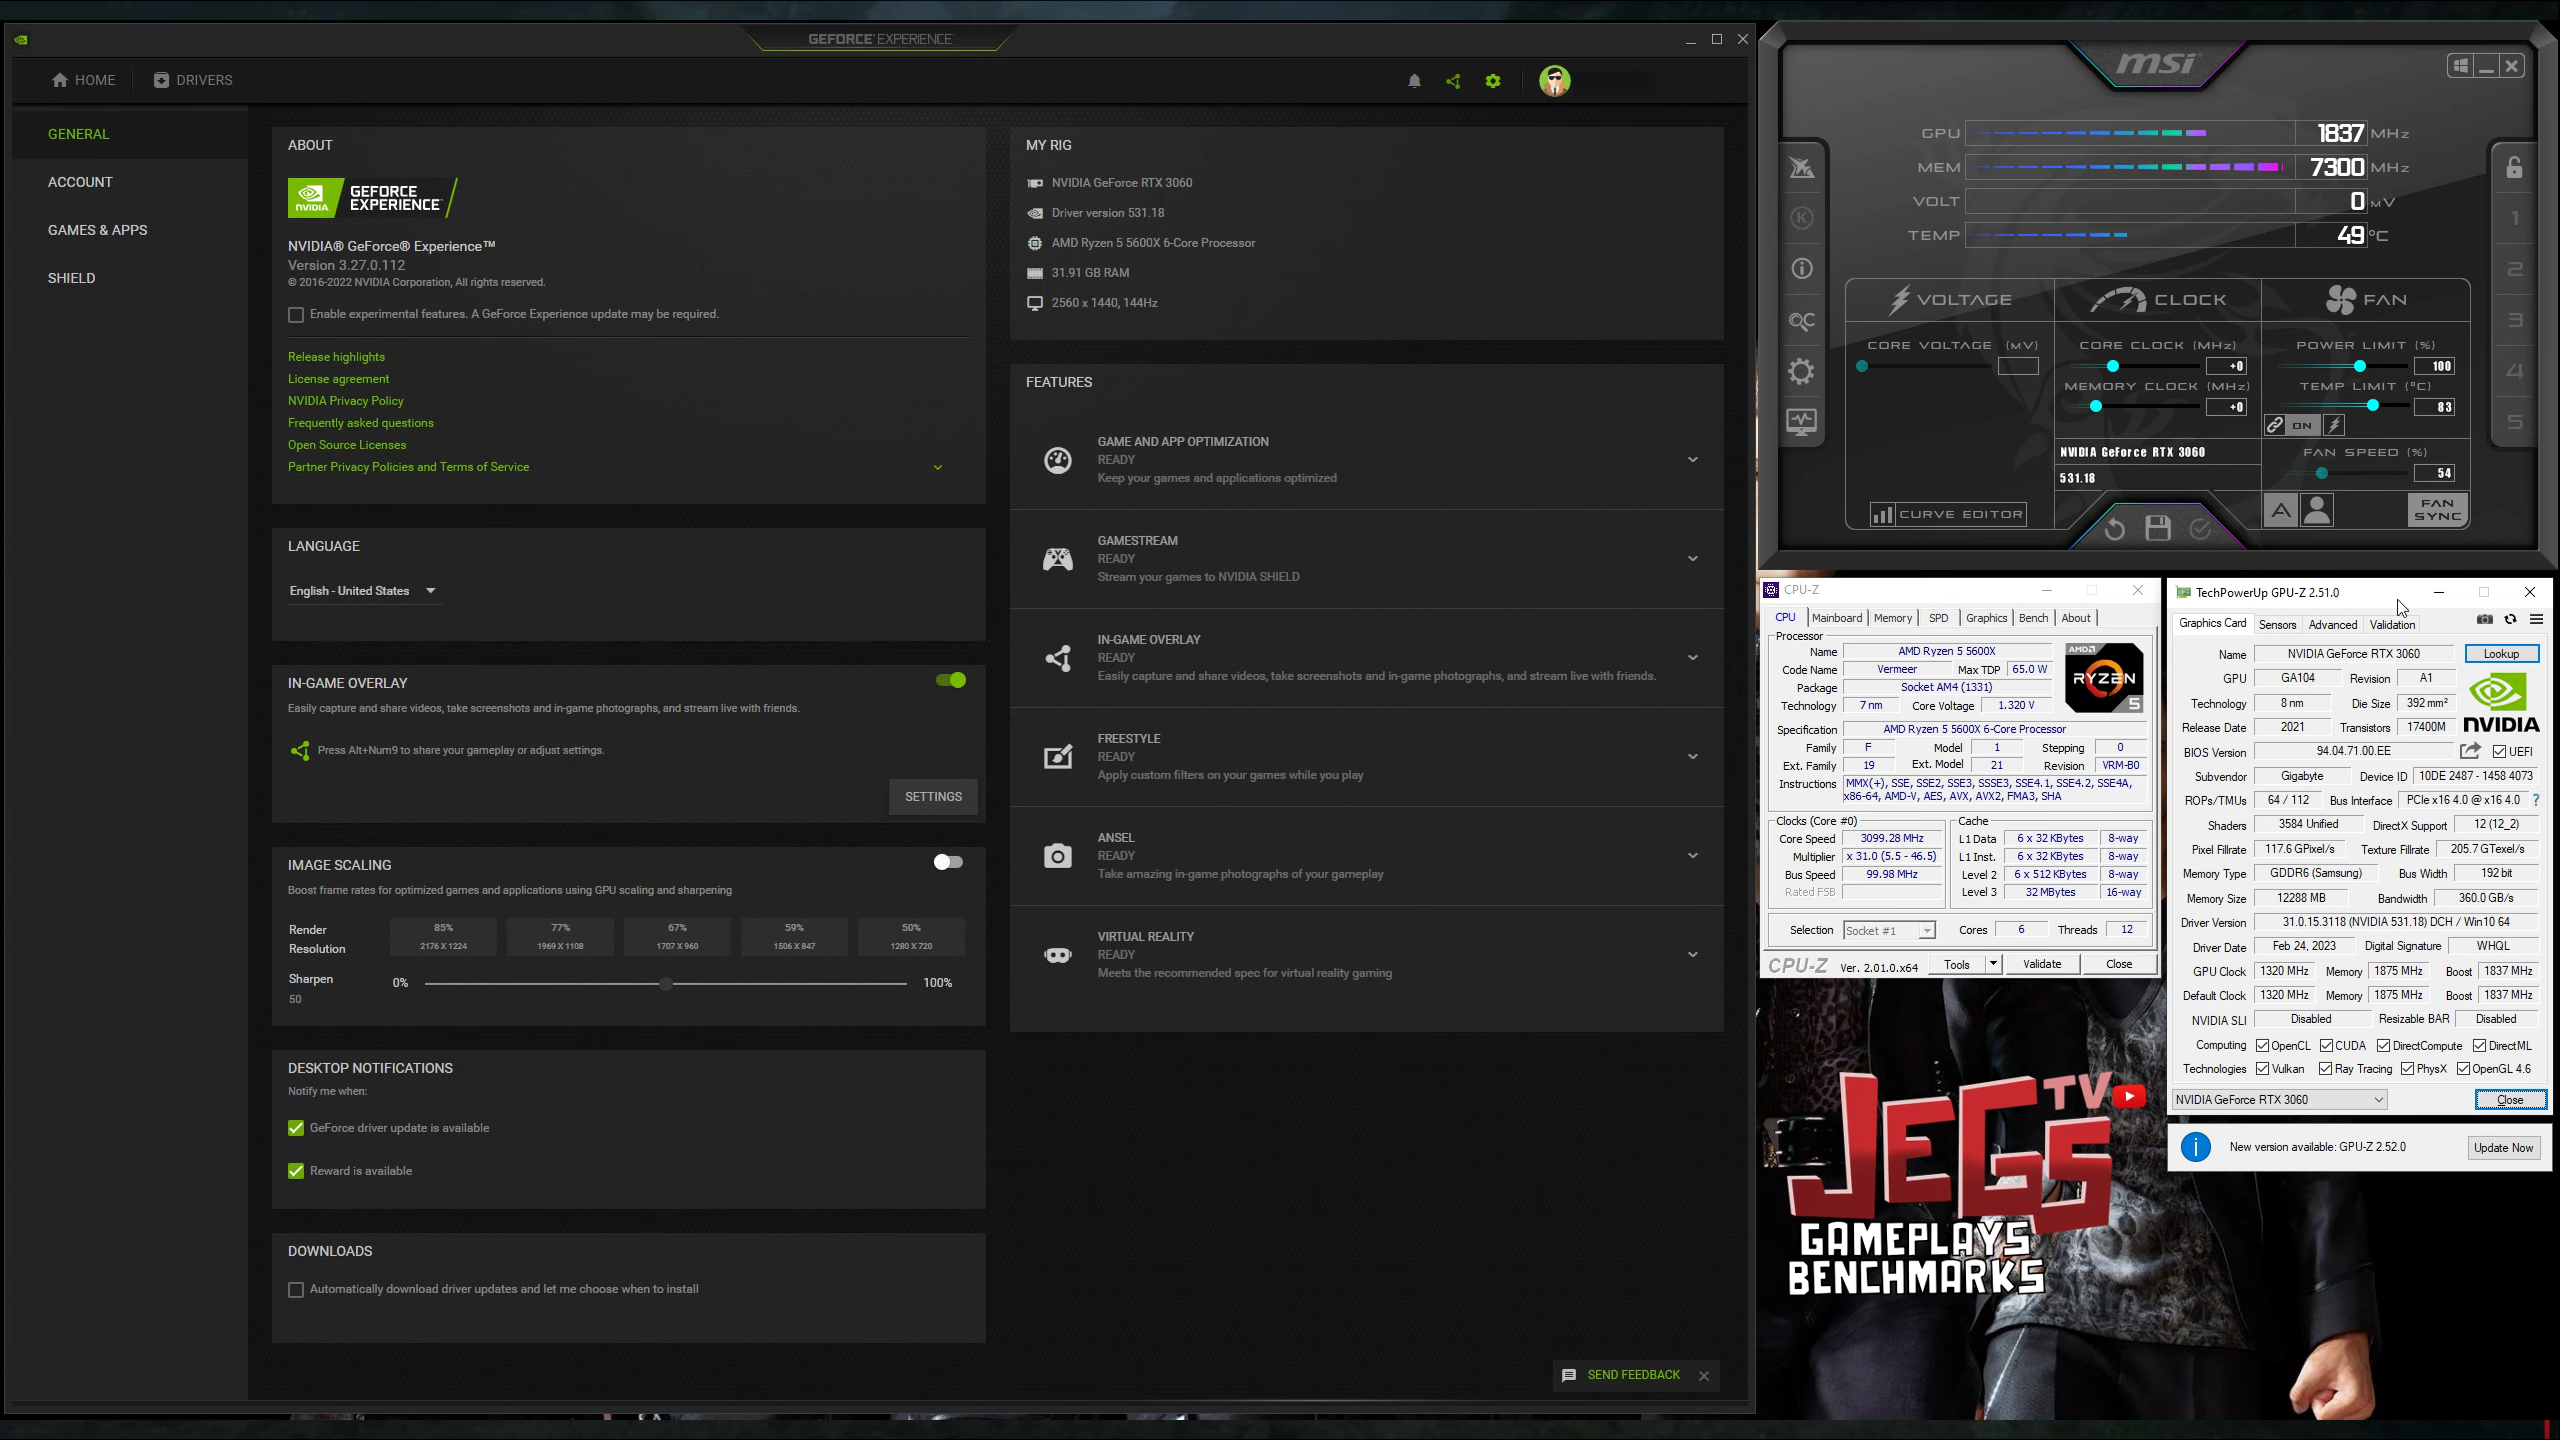 GEFORCE EXPERIENCE
HOME
DRIVERS
GENERAL
ACCOUNT
GAMES & APPS
SHIELD
ABOUT
NVIDIA
GEFORCE
EXPERIENCE
NVIDIA® GeForce® Experience™
Version 3.27.0.112
© 2016-2022 NVIDIA Corporation, All rights reserved.
Enable experimental features. A GeForce Experience update may be required.
Release highlights
License agreement
NVIDIA Privacy Policy
Frequently asked questions
Open Source Licenses
Partner Privacy Policies and Terms of Service
LANGUAGE
English - United States
IN-GAME OVERLAY
Easily capture and share videos, take screenshots and in-game photographs, and stream live with friends.
Press Alt+Num9 to share your gameplay or adjust settings.
SETTINGS
IMAGE SCALING
Boost frame rates for optimized games and applications using GPU scaling and sharpening
Render Resolution
85% 77% 67% 59% 50%
2176 X 1224 1969 X 1108 1707 X 960 1506 X 847 1280 X 720
Sharpen 0% 100%
50
DESKTOP NOTIFICATIONS
Notify me when:
GeForce driver update is available
Reward is available
DOWNLOADS
Automatically download driver updates and let me choose when to install
MY RIG
NVIDIA GeForce RTX 3060
Driver version 531.18
AMD Ryzen 5 5600X 6-Core Processor
31.91 GB RAM
2560 x 1440, 144Hz
FEATURES
GAME AND APP OPTIMIZATION
READY
Keep your games and applications optimized
GAMESTREAM
READY
Stream your games to NVIDIA SHIELD
IN-GAME OVERLAY
READY
Easily capture and share videos, take screenshots and in-game photographs, and stream live with friends.
FREESTYLE
READY
Apply custom filters on your games while you play
ANSEL
READY
Take amazing in-game photographs of your gameplay
VIRTUAL REALITY
READY
Meets the recommended spec for virtual reality gaming
SEND FEEDBACK
msi
GPU 1837 MHz
MEM 7300 MHz
VOLT 0 MV
TEMP 49 °C
K
OC
1
2
3
4
5
VOLTAGE
CORE VOLTAGE (MV)
CURVE EDITOR
CLOCK
CORE CLOCK (MHz)
+0
MEMORY CLOCK (MHz)
+0
NVIDIA GeForce RTX 3060
531.18
FAN
POWER LIMIT (%)
100
TEMP LIMIT (°C)
83
ON
FAN SPEED (%)
54
A
FAN SYNC
CPU-Z
CPU Mainboard Memory SPD Graphics Bench About
Processor
Name AMD Ryzen 5 5600X
Code Name Vermeer Max TDP 65.0 W
Package Socket AM4 (1331)
Technology 7 nm Core Voltage 1.320 V
AMD
RYZEN
5
Specification AMD Ryzen 5 5600X 6-Core Processor
Family F Model 1 Stepping 0
Ext. Family 19 Ext. Model 21 Revision VRM-B0
Instructions MMX(+), SSE, SSE2, SSE3, SSSE3, SSE4.1, SSE4.2, SSE4A,
x86-64, AMD-V, AES, AVX, AVX2, FMA3, SHA
Clocks (Core #0)
Core Speed 3099.28 MHz
Multiplier x 31.0 (5.5 - 46.5)
Bus Speed 99.98 MHz
Rated FSB
Cache
L1 Data 6 x 32 KBytes 8-way
L1 Inst. 6 x 32 KBytes 8-way
Level 2 6 x 512 KBytes 8-way
Level 3 32 MBytes 16-way
Selection Socket #1 Cores 6 Threads 12
CPU-Z Ver. 2.01.0.x64 Tools Validate Close
TechPowerUp GPU-Z 2.51.0
Graphics Card Sensors Advanced Validation
Name NVIDIA GeForce RTX 3060 Lookup
GPU GA104 Revision A1
Technology 8 nm Die Size 392 mm²
Release Date 2021 Transistors 17400M
NVIDIA
BIOS Version 94.04.71.00.EE UEFI
Subvendor Gigabyte Device ID 10DE 2487 - 1458 4073
ROPs/TMUs 64 / 112 Bus Interface PCIe x16 4.0 @ x16 4.0 ?
Shaders 3584 Unified DirectX Support 12 (12_2)
Pixel Fillrate 117.6 GPixel/s Texture Fillrate 205.7 GTexel/s
Memory Type GDDR6 (Samsung) Bus Width 192 bit
Memory Size 12288 MB Bandwidth 360.0 GB/s
Driver Version 31.0.15.3118 (NVIDIA 531.18) DCH / Win10 64
Driver Date Feb 24, 2023 Digital Signature WHQL
GPU Clock 1320 MHz Memory 1875 MHz Boost 1837 MHz
Default Clock 1320 MHz Memory 1875 MHz Boost 1837 MHz
NVIDIA SLI Disabled Resizable BAR Disabled
Computing OpenCL CUDA DirectCompute DirectML
Technologies Vulkan Ray Tracing PhysX OpenGL 4.6
NVIDIA GeForce RTX 3060 Close
New version available: GPU-Z 2.52.0 Update Now
JEGS TV
GAMEPLAYS
BENCHMARKS